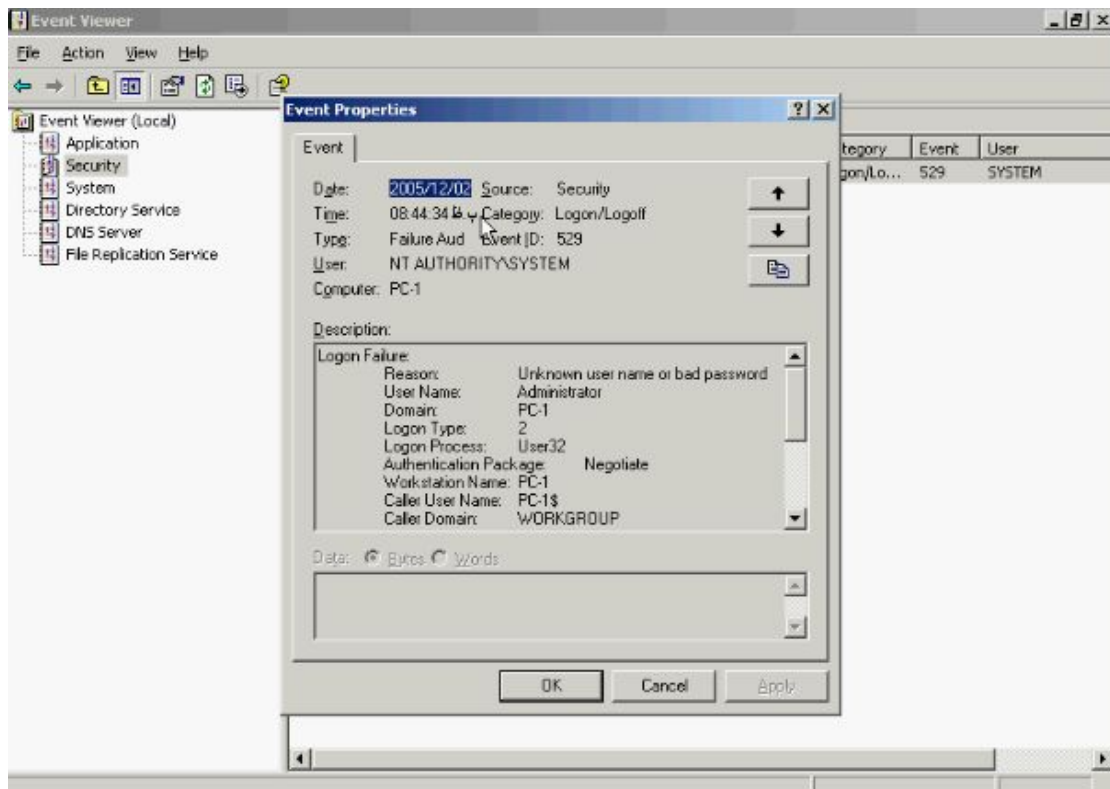 Event Viewer
File Action View Help
Event Viewer (Local)
Application
Security
System
Directory Service
DNS Server
File Replication Service
tegory Event User
gon/Lo... 529 SYSTEM
Event Properties
Event
Date: 2005/12/02 Source: Security
Time: 08:44:34 ب.ظ Category: Logon/Logoff
Type: Failure Aud Event ID: 529
User: NT AUTHORITY\SYSTEM
Computer: PC-1
Description:
Logon Failure:
Reason: Unknown user name or bad password
User Name: Administrator
Domain: PC-1
Logon Type: 2
Logon Process: User32
Authentication Package: Negotiate
Workstation Name: PC-1
Caller User Name: PC-1$
Caller Domain: WORKGROUP
Data: Bytes Words
OK Cancel Apply